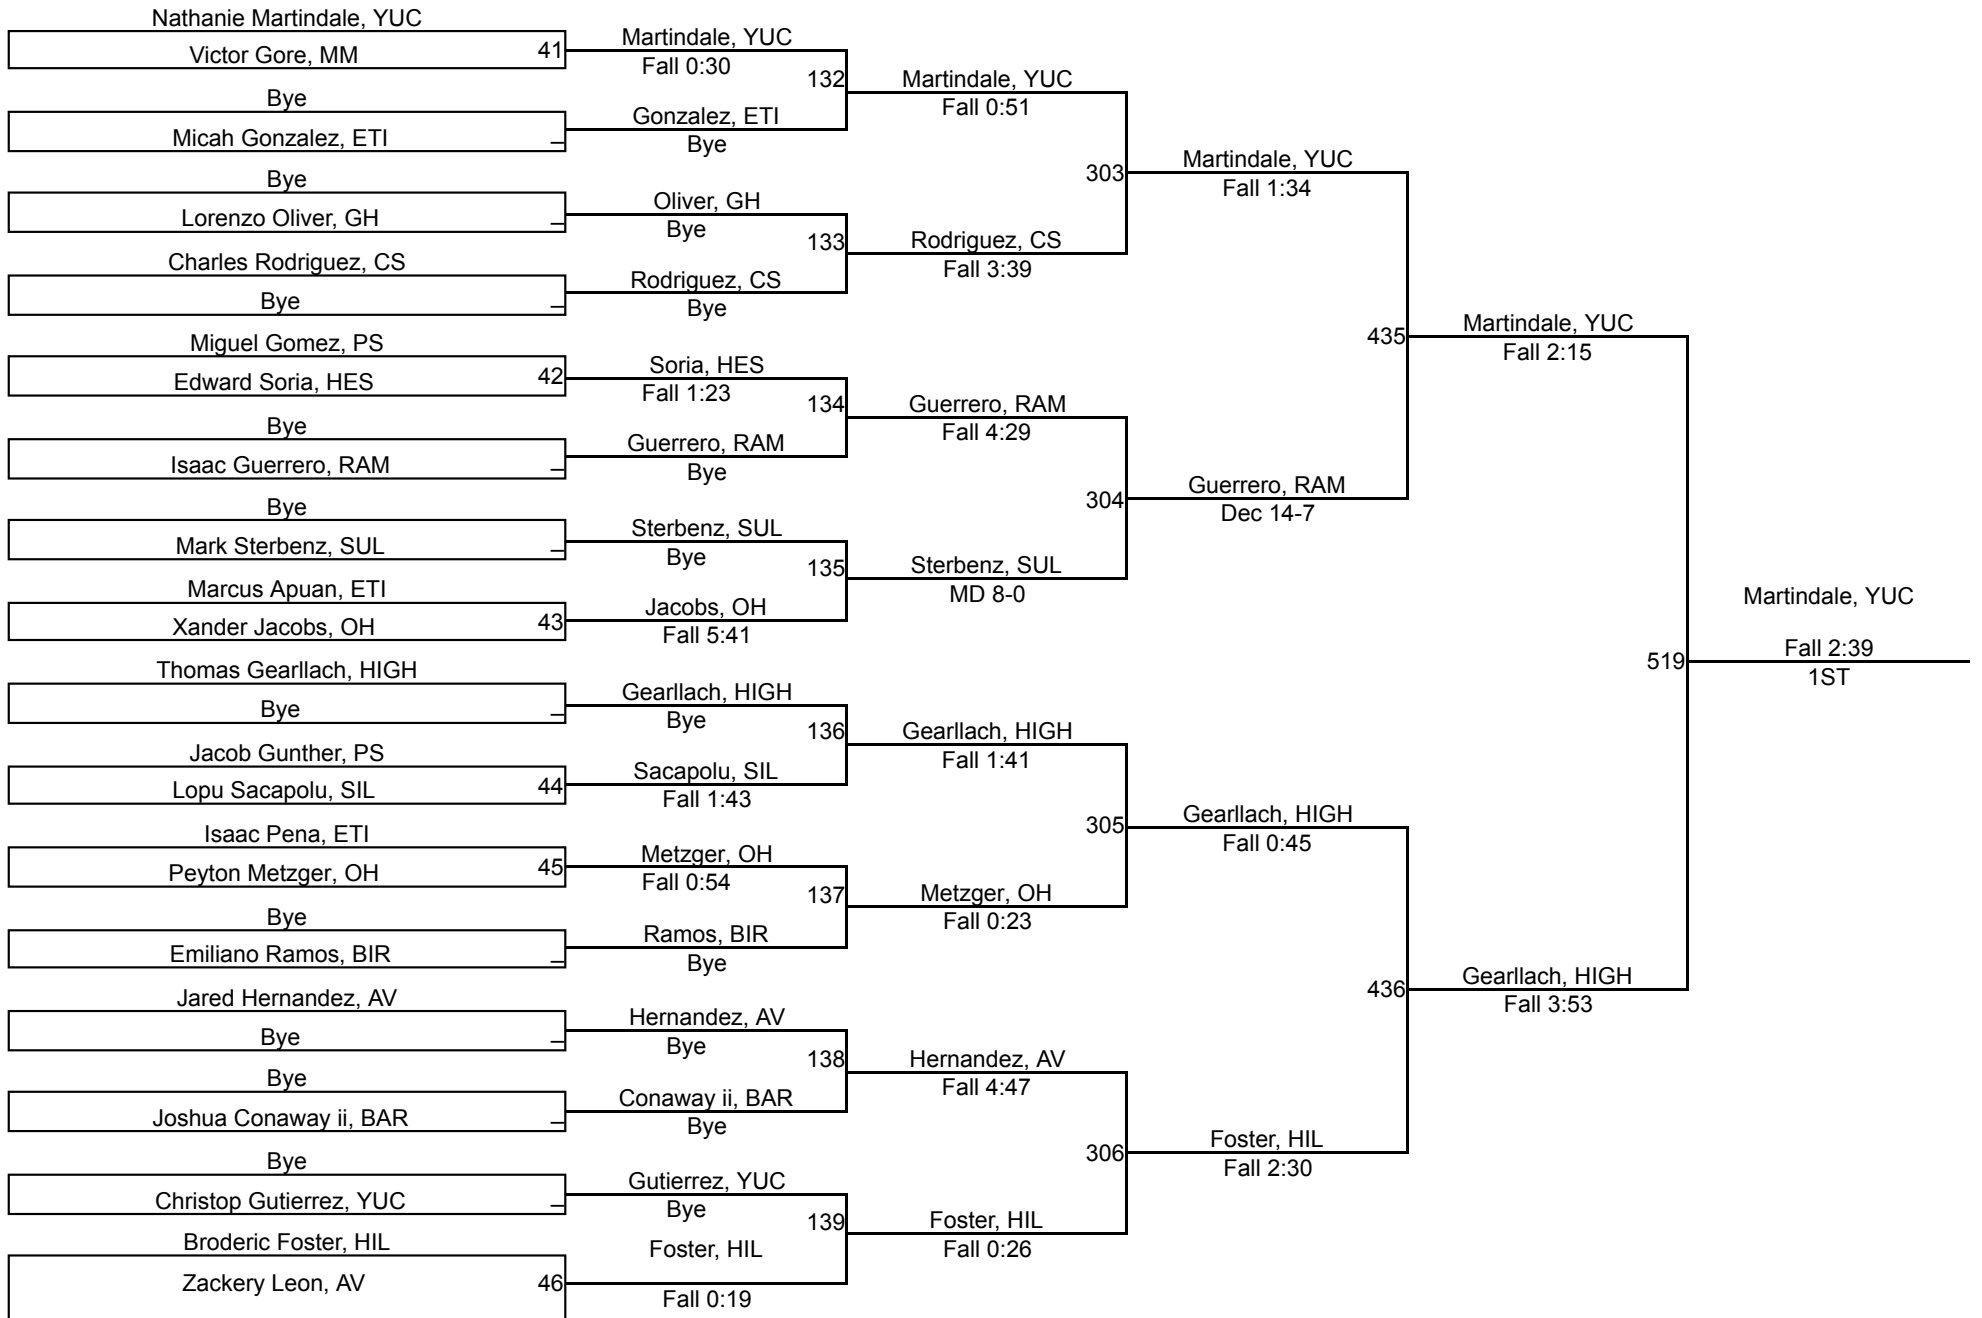 Nathanie Martindale, YUC
Victor Gore, MM
41
Bye
Micah Gonzalez, ETI
_
Bye
Lorenzo Oliver, GH
_
Charles Rodriguez, CS
Bye
_
Miguel Gomez, PS
Edward Soria, HES
42
Bye
Isaac Guerrero, RAM
_
Bye
Mark Sterbenz, SUL
_
Marcus Apuan, ETI
Xander Jacobs, OH
43
Thomas Gearllach, HIGH
Bye
_
Jacob Gunther, PS
Lopu Sacapolu, SIL
44
Isaac Pena, ETI
Peyton Metzger, OH
45
Bye
Emiliano Ramos, BIR
_
Jared Hernandez, AV
Bye
_
Bye
Joshua Conaway ii, BAR
_
Bye
Christop Gutierrez, YUC
_
Broderic Foster, HIL
Zackery Leon, AV
46
Martindale, YUC
Fall 0:30
132
Gonzalez, ETI
Bye
Oliver, GH
Bye
133
Rodriguez, CS
Bye
Soria, HES
Fall 1:23
134
Guerrero, RAM
Bye
Sterbenz, SUL
Bye
135
Jacobs, OH
Fall 5:41
Gearllach, HIGH
Bye
136
Sacapolu, SIL
Fall 1:43
Metzger, OH
Fall 0:54
137
Ramos, BIR
Bye
Hernandez, AV
Bye
138
Conaway ii, BAR
Bye
Gutierrez, YUC
Bye
139
Foster, HIL
Fall 0:19
Martindale, YUC
Fall 0:51
303
Rodriguez, CS
Fall 3:39
Guerrero, RAM
Fall 4:29
304
Sterbenz, SUL
MD 8-0
Gearllach, HIGH
Fall 1:41
305
Metzger, OH
Fall 0:23
Hernandez, AV
Fall 4:47
306
Foster, HIL
Fall 0:26
Martindale, YUC
Fall 1:34
435
Guerrero, RAM
Dec 14-7
Gearllach, HIGH
Fall 0:45
436
Foster, HIL
Fall 2:30
Martindale, YUC
Fall 2:15
519
Gearllach, HIGH
Fall 3:53
Martindale, YUC
Fall 2:39
1ST